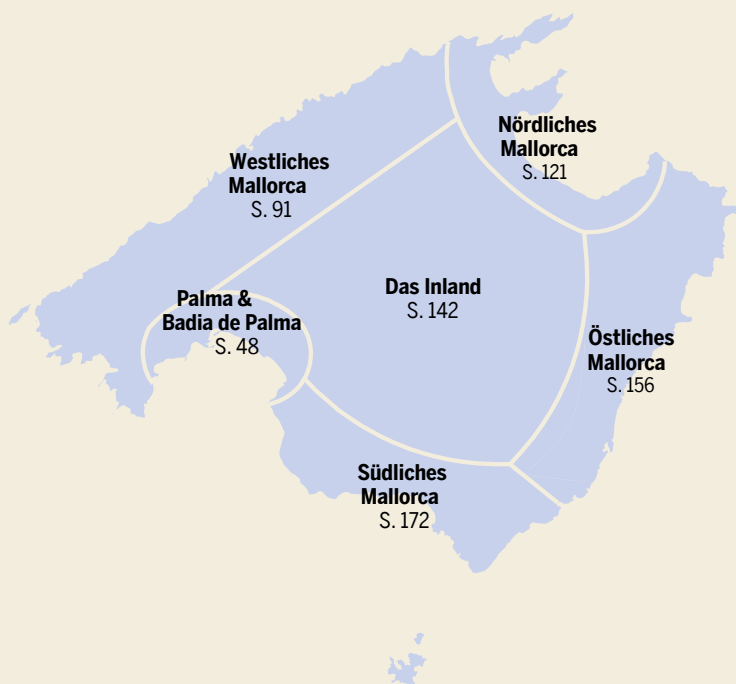 Nördliches
Mallorca
S. 121
Westliches
Mallorca
S. 91
Das Inland
S. 142
Palma &
Badia de Palma
S. 48
Östliches
Mallorca
S. 156
Südliches
Mallorca
S. 172